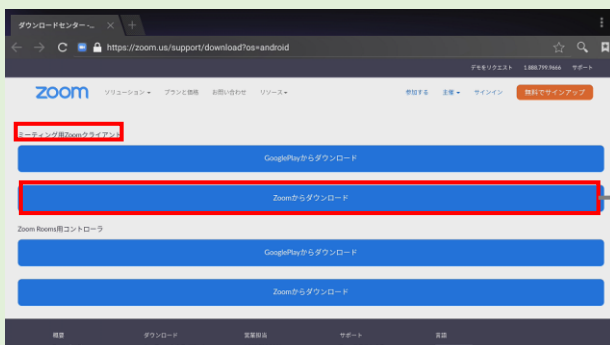 ダウンロードセンター -...
https://zoom.us/support/download?os=android
デモをリクエスト 1.888.799.9666 サポート
zoom ソリューション プランと価格 お問い合わせ リソース 参加する 主催 サインイン 無料でサインアップ
ミーティング用Zoomクライアント
GooglePlayからダウンロード
Zoomからダウンロード
Zoom Rooms用コントローラ
GooglePlayからダウンロード
Zoomからダウンロード
概要 ダウンロード 営業担当 サポート 言語